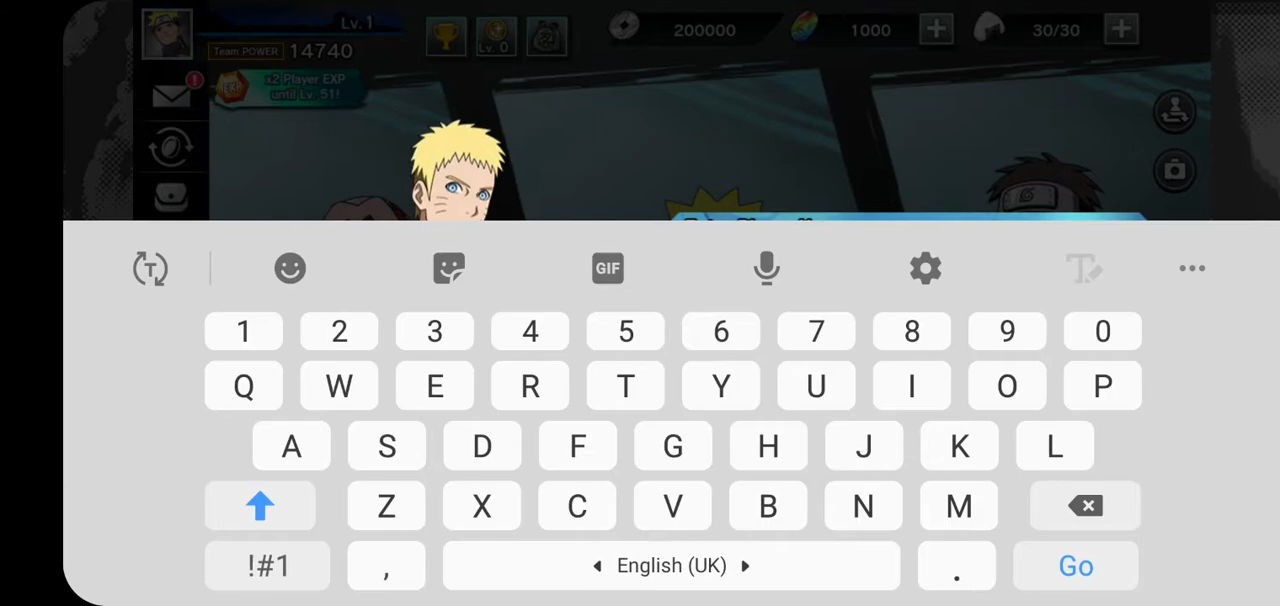 Lv. 1
Team POWER 14740
Lv. 0
200000
1000
30/30
x2 Player EXP
until Lv. 51!
GIF
1 2 3 4 5 6 7 8 9 0
Q W E R T Y U I O P
A S D F G H J K L
Z X C V B N M
!#1 , English (UK) . Go